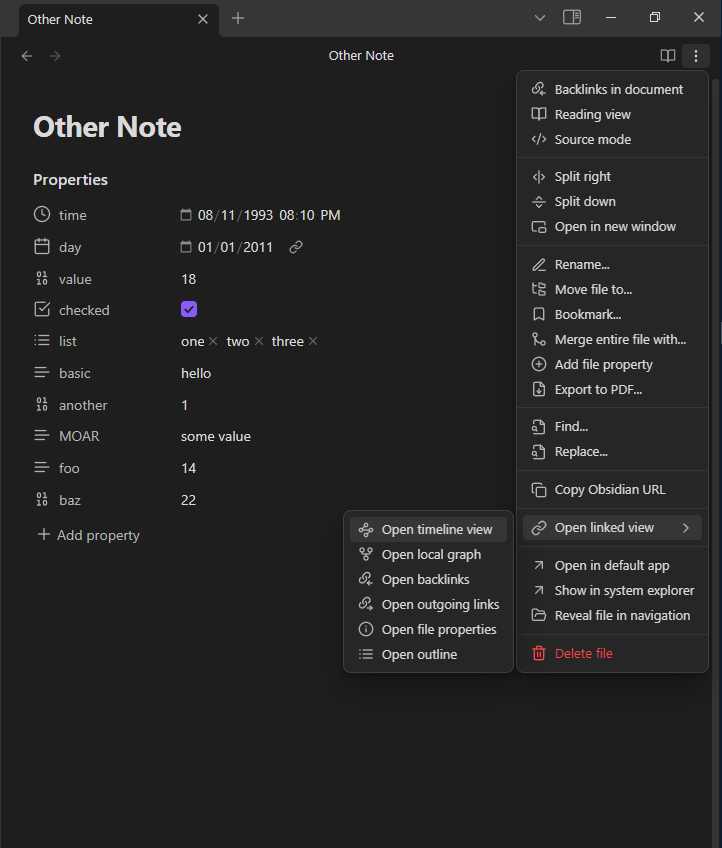 Other Note
Other Note
Backlinks in document
Reading view
Source mode
Split right
Split down
Open in new window
Rename...
Move file to...
Bookmark...
Merge entire file with...
Add file property
Export to PDF...
Find...
Replace...
Copy Obsidian URL
Open linked view
Open in default app
Show in system explorer
Reveal file in navigation
Delete file
Open timeline view
Open local graph
Open backlinks
Open outgoing links
Open file properties
Open outline
Other Note
Properties
time 08/11/1993 08:10 PM
day 01/01/2011
value 18
checked
list one two three
basic hello
another 1
MOAR some value
foo 14
baz 22
Add property